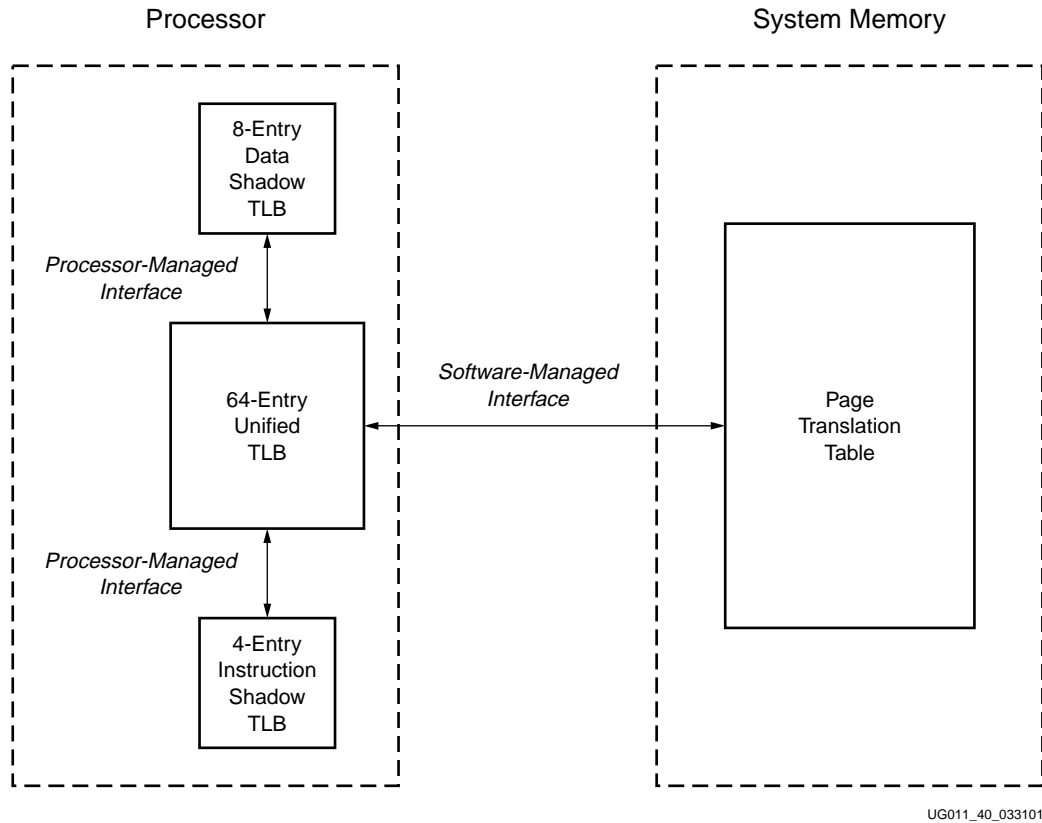 Processor
System Memory
8-Entry
Data
Shadow
TLB
Processor-Managed
Interface
64-Entry
Unified
TLB
Software-Managed
Interface
Page
Translation
Table
Processor-Managed
Interface
4-Entry
Instruction
Shadow
TLB
UG011_40_033101